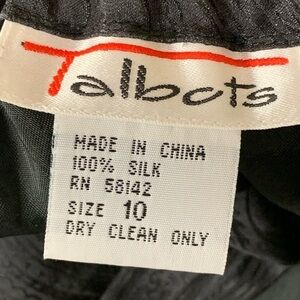 Talbots
MADE IN CHINA
100% SILK
RN 58142
SIZE 10
DRY CLEAN ONLY